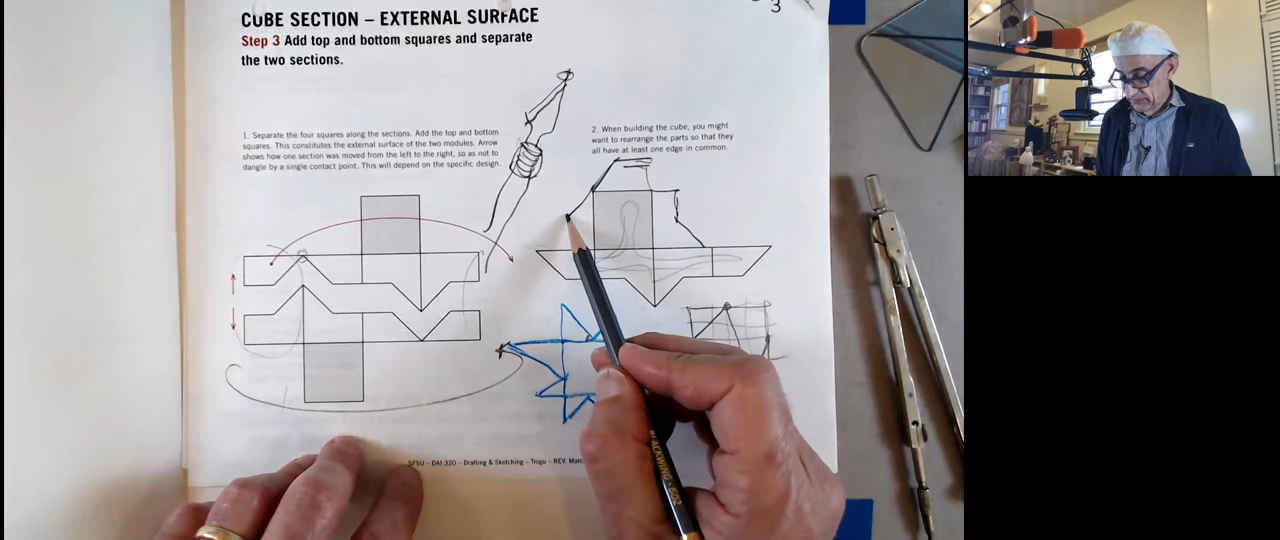 3
CUBE SECTION – EXTERNAL SURFACE
Step 3 Add top and bottom squares and separate
the two sections.
1. Separate the four squares along the sections. Add the top and bottom
squares. This constitutes the external surface of the two modules. Arrow
shows how one section was moved from the left to the right, so as not to
dangle by a single contact point. This will depend on the specific design.
2. When building the cube, you might
want to rearrange the parts so that they
all have at least one edge in common.
SFSU – DAI 320 – Drafting & Sketching – Trogu – REV. Marc
BLACKWING 602